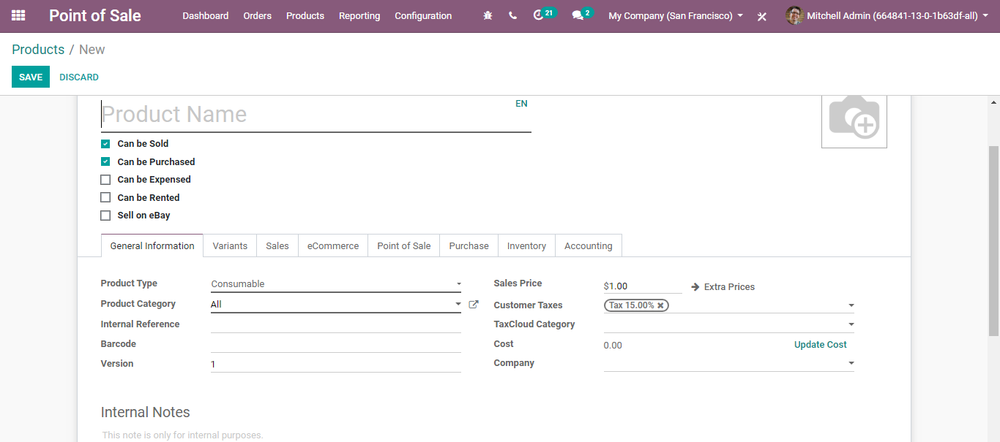 Point of Sale Dashboard Orders Products Reporting Configuration 21 2 My Company (San Francisco) Mitchell Admin (664841-13-0-1b63df-all)
Products / New
SAVE DISCARD
Product Name EN
Can be Sold
Can be Purchased
Can be Expensed
Can be Rented
Sell on eBay
General Information Variants Sales eCommerce Point of Sale Purchase Inventory Accounting
Product Type Consumable Sales Price $1.00 Extra Prices
Product Category All Customer Taxes Tax 15.00%
Internal Reference TaxCloud Category
Barcode Cost 0.00 Update Cost
Version 1 Company
Internal Notes
This note is only for internal purposes.